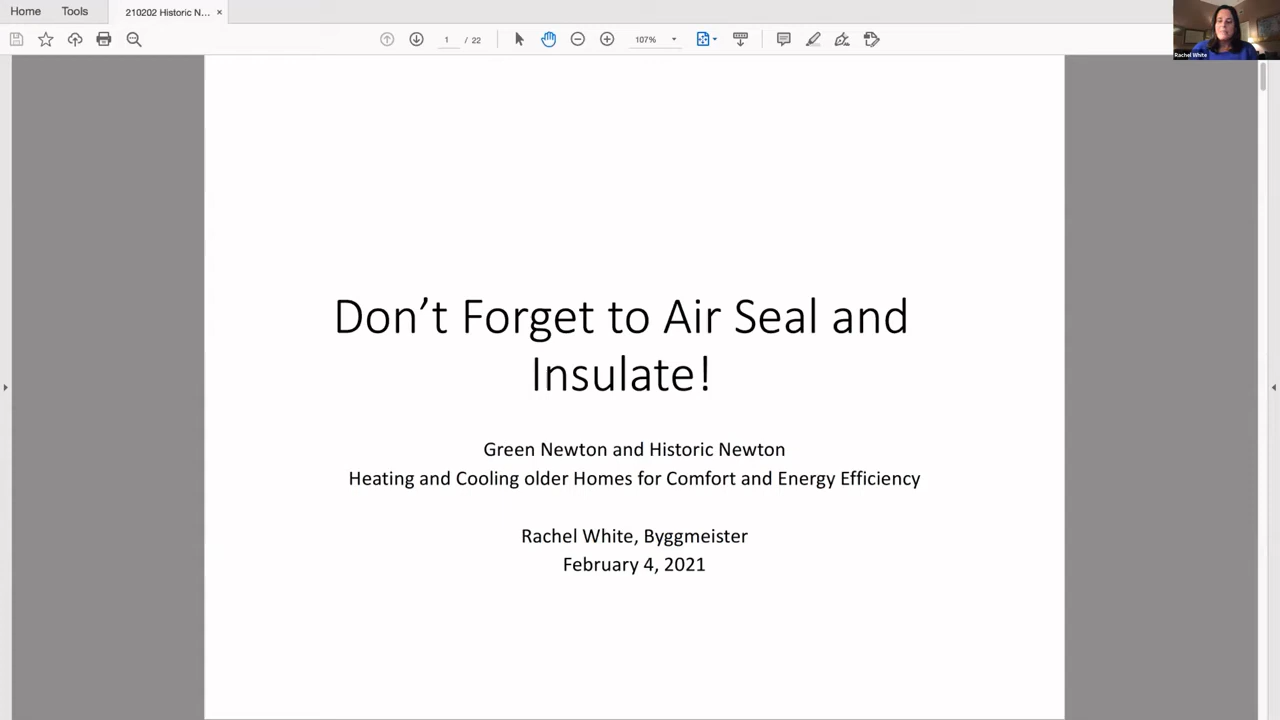 Home
Tools
210202 Historic N... ×
1 / 22
107%
Rachel White
Don’t Forget to Air Seal and
Insulate!
Green Newton and Historic Newton
Heating and Cooling older Homes for Comfort and Energy Efficiency
Rachel White, Byggmeister
February 4, 2021